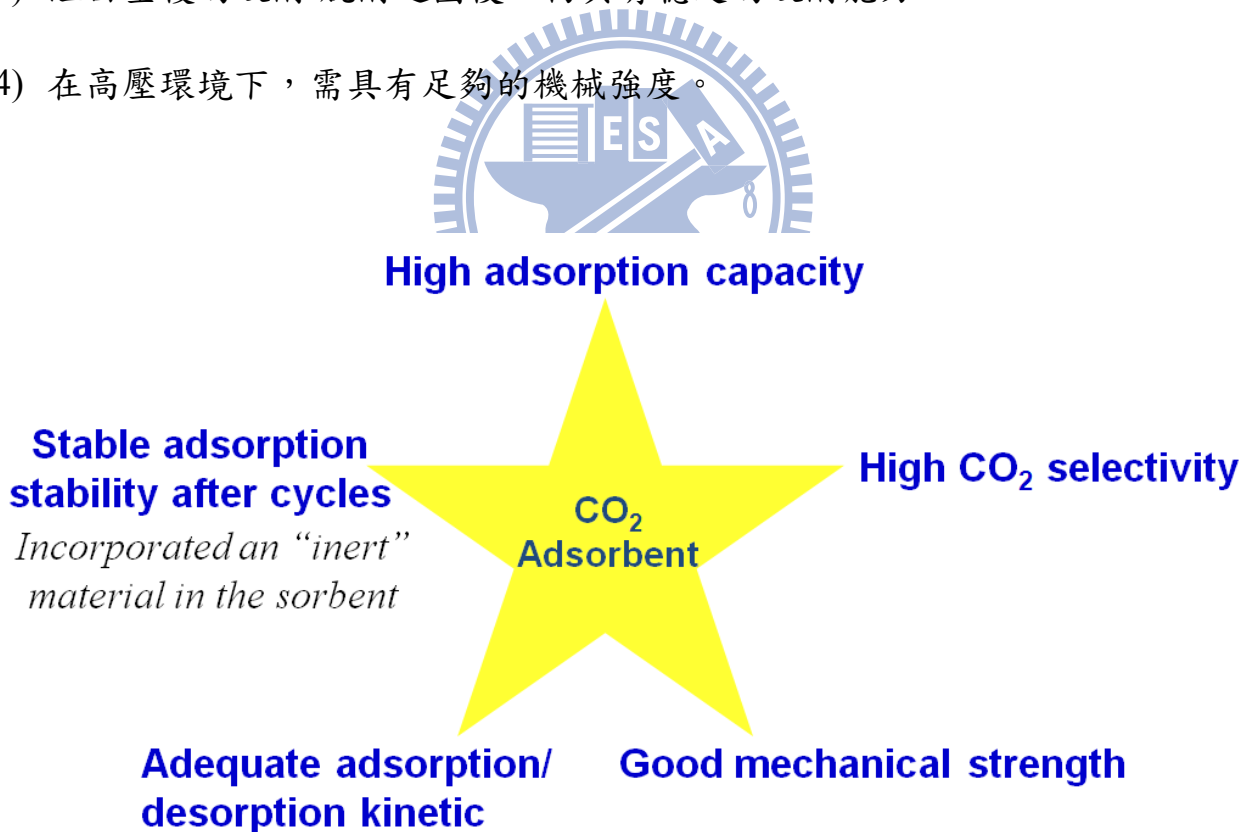 4) 在高壓環境下，需具有足夠的機械強度。
E S A
8
High adsorption capacity
Stable adsorption
stability after cycles
Incorporated an “inert”
material in the sorbent
High CO₂ selectivity
CO₂
Adsorbent
Adequate adsorption/
desorption kinetic
Good mechanical strength